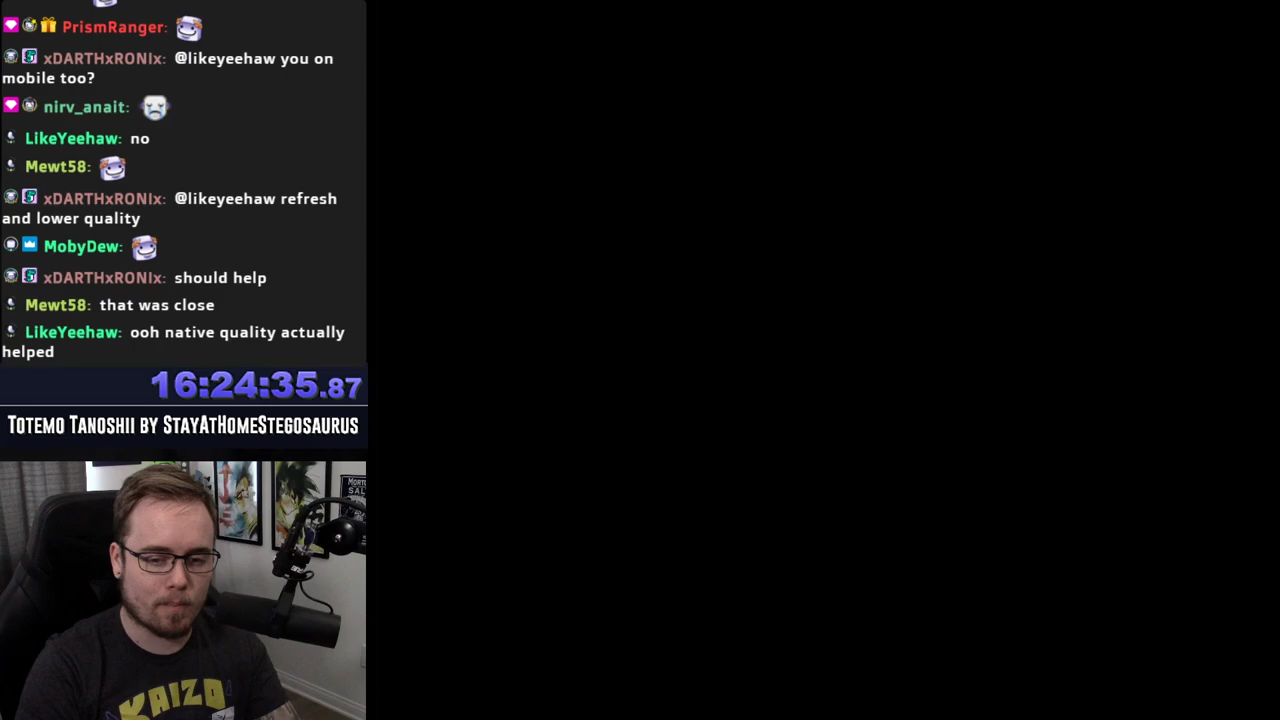 PrismRanger:
xDARTHxRONIx: @likeyeehaw you on
mobile too?
nirv_anait:
LikeYeehaw: no
Mewt58:
xDARTHxRONIx: @likeyeehaw refresh
and lower quality
MobyDew:
xDARTHxRONIx: should help
Mewt58: that was close
LikeYeehaw: ooh native quality actually
helped
16:24:35.87
Totemo Tanoshii by StayAtHomeStegosaurus
SAL
KAIZO